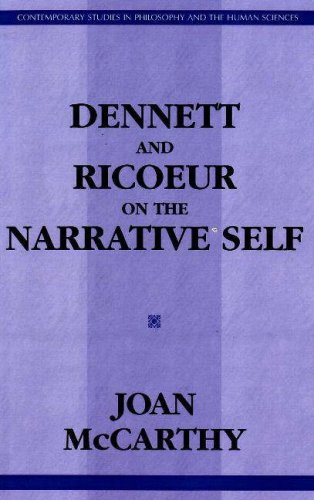 CONTEMPORARY STUDIES IN PHILOSOPHY AND THE HUMAN SCIENCES
DENNETT
AND
RICOEUR
ON THE
NARRATIVE SELF
JOAN
McCARTHY